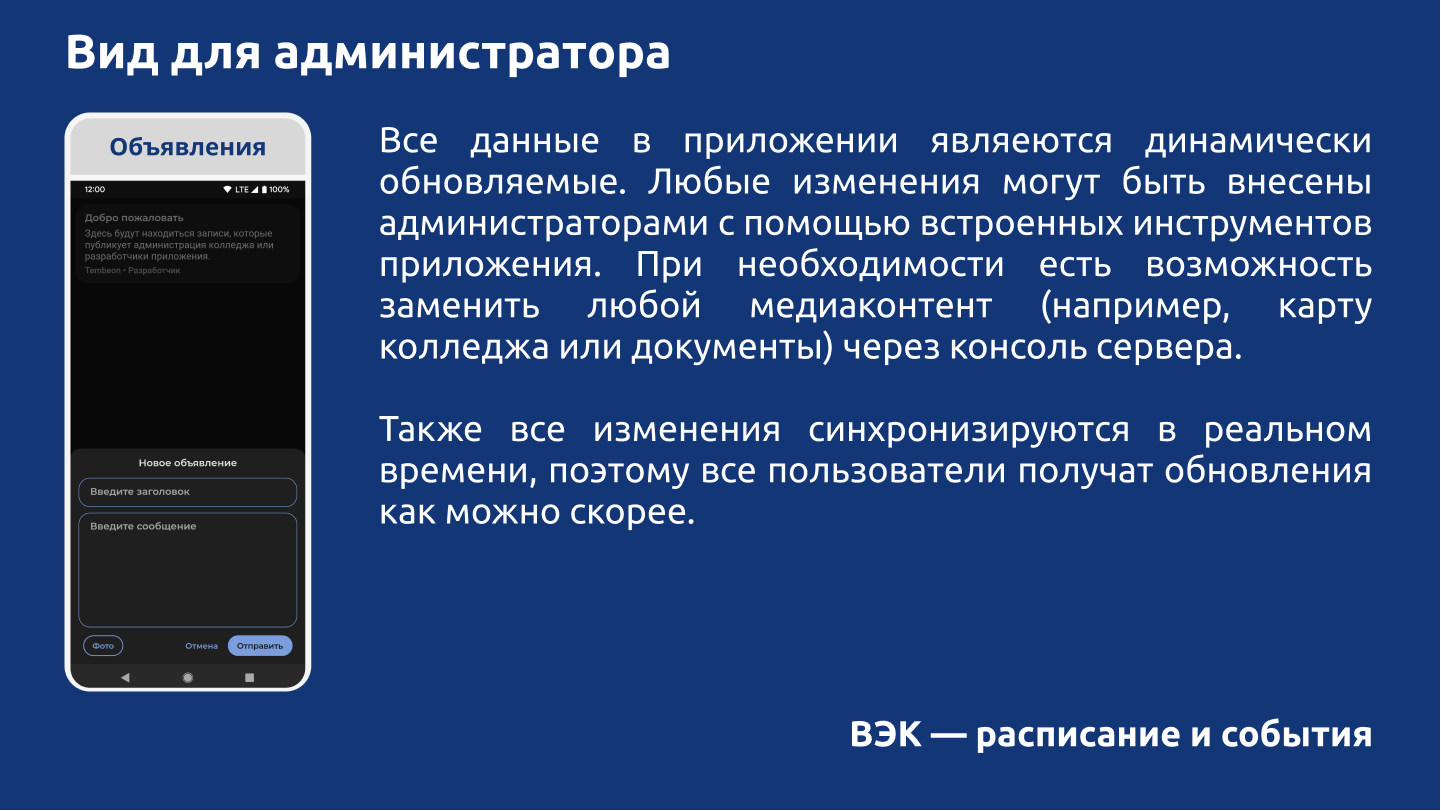 Вид для администратора
Объявления
12:00 LTE 100%
Добро пожаловать
Здесь будут находиться записи, которые
публикует администрация колледжа или
разработчики приложения.
Ternbeon • Разработчик
Новое объявление
Введите заголовок
Введите сообщение
Фото Отмена Отправить
Все данные в приложении являеются динамически
обновляемые. Любые изменения могут быть внесены
администраторами с помощью встроенных инструментов
приложения. При необходимости есть возможность
заменить любой медиаконтент (например, карту
колледжа или документы) через консоль сервера.
Также все изменения синхронизируются в реальном
времени, поэтому все пользователи получат обновления
как можно скорее.
ВЭК — расписание и события